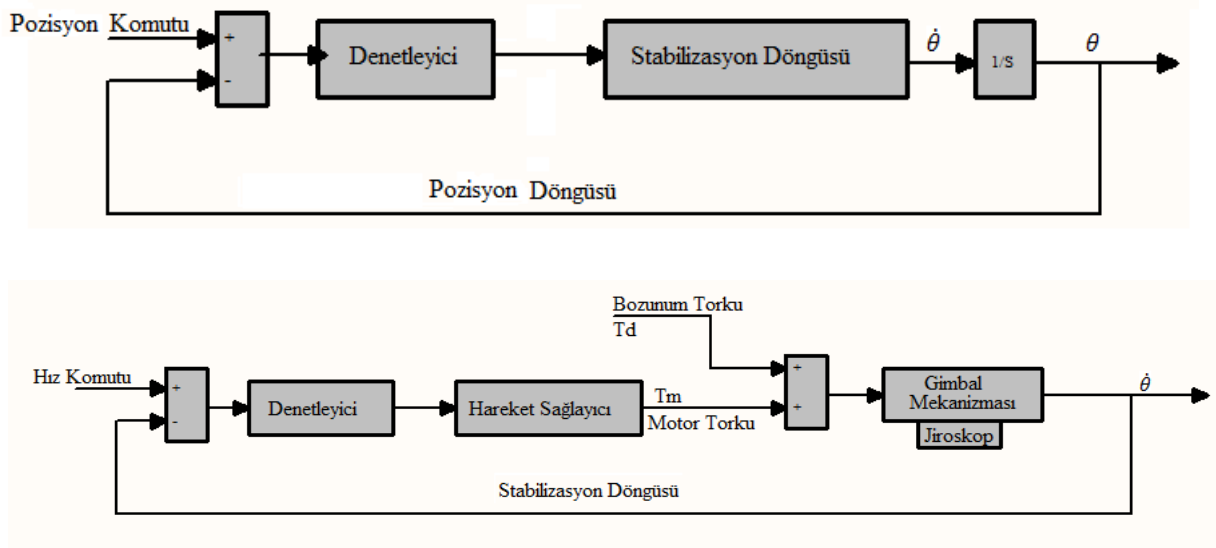 Pozisyon Komutu
+
-
Denetleyici
Stabilizasyon Döngüsü
θ̇
1/S
θ
Pozisyon Döngüsü
Bozunum Torku
Td
Hız Komutu
+
-
Denetleyici
Hareket Sağlayıcı
Tm
Motor Torku
+
+
Gimbal
Mekanizması
Jiroskop
θ̇
Stabilizasyon Döngüsü